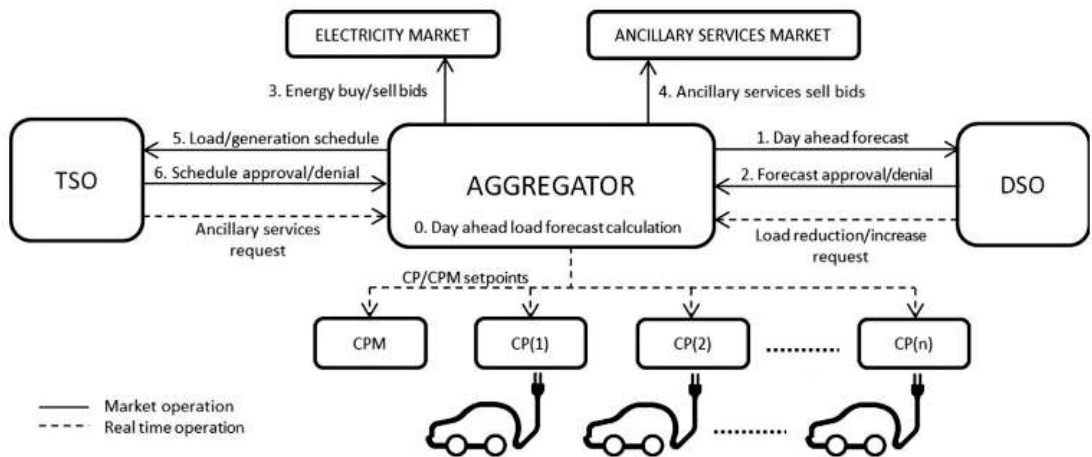 ELECTRICITY MARKET
ANCILLARY SERVICES MARKET
3. Energy buy/sell bids
4. Ancillary services sell bids
TSO
5. Load/generation schedule
6. Schedule approval/denial
Ancillary services
request
AGGREGATOR
0. Day ahead load forecast calculation
1. Day ahead forecast
2. Forecast approval/denial
Load reduction/increase
request
DSO
CP/CPM setpoints
CPM
CP(1)
CP(2)
CP(n)
Market operation
Real time operation